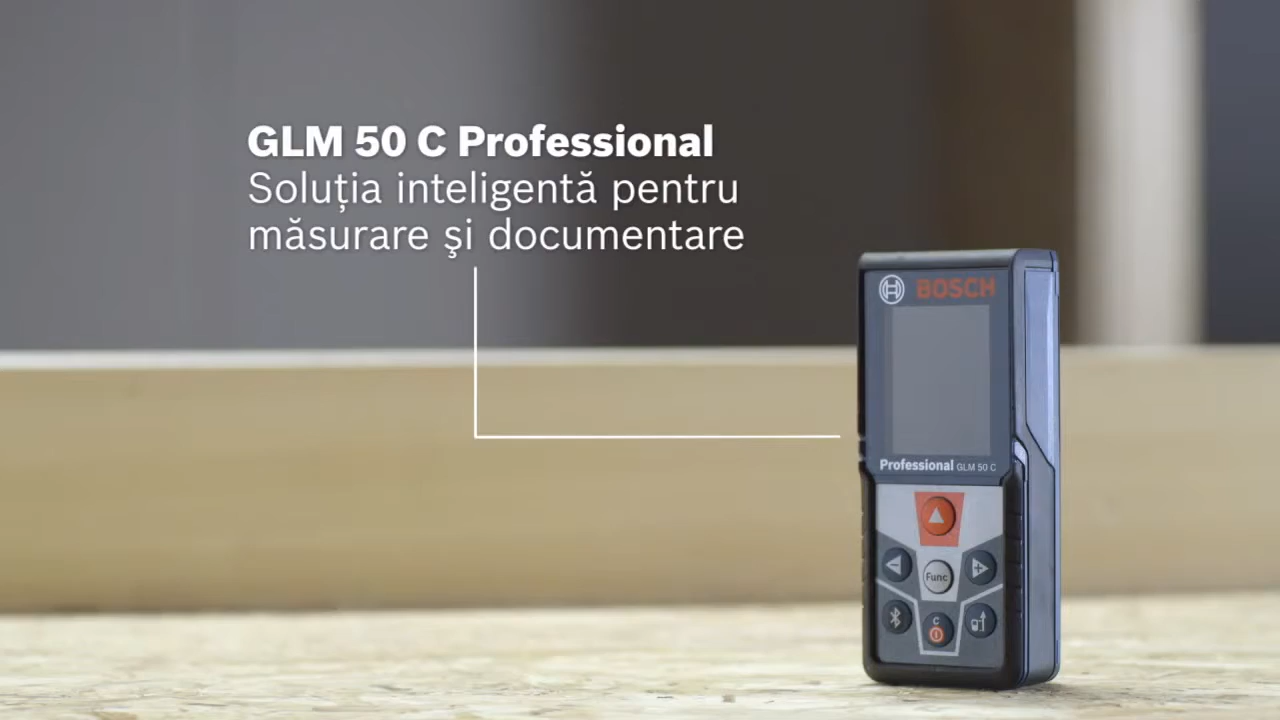 GLM 50 C Professional
Soluția inteligentă pentru
măsurare şi documentare
BOSCH
Professional GLM 50 C
Func
C